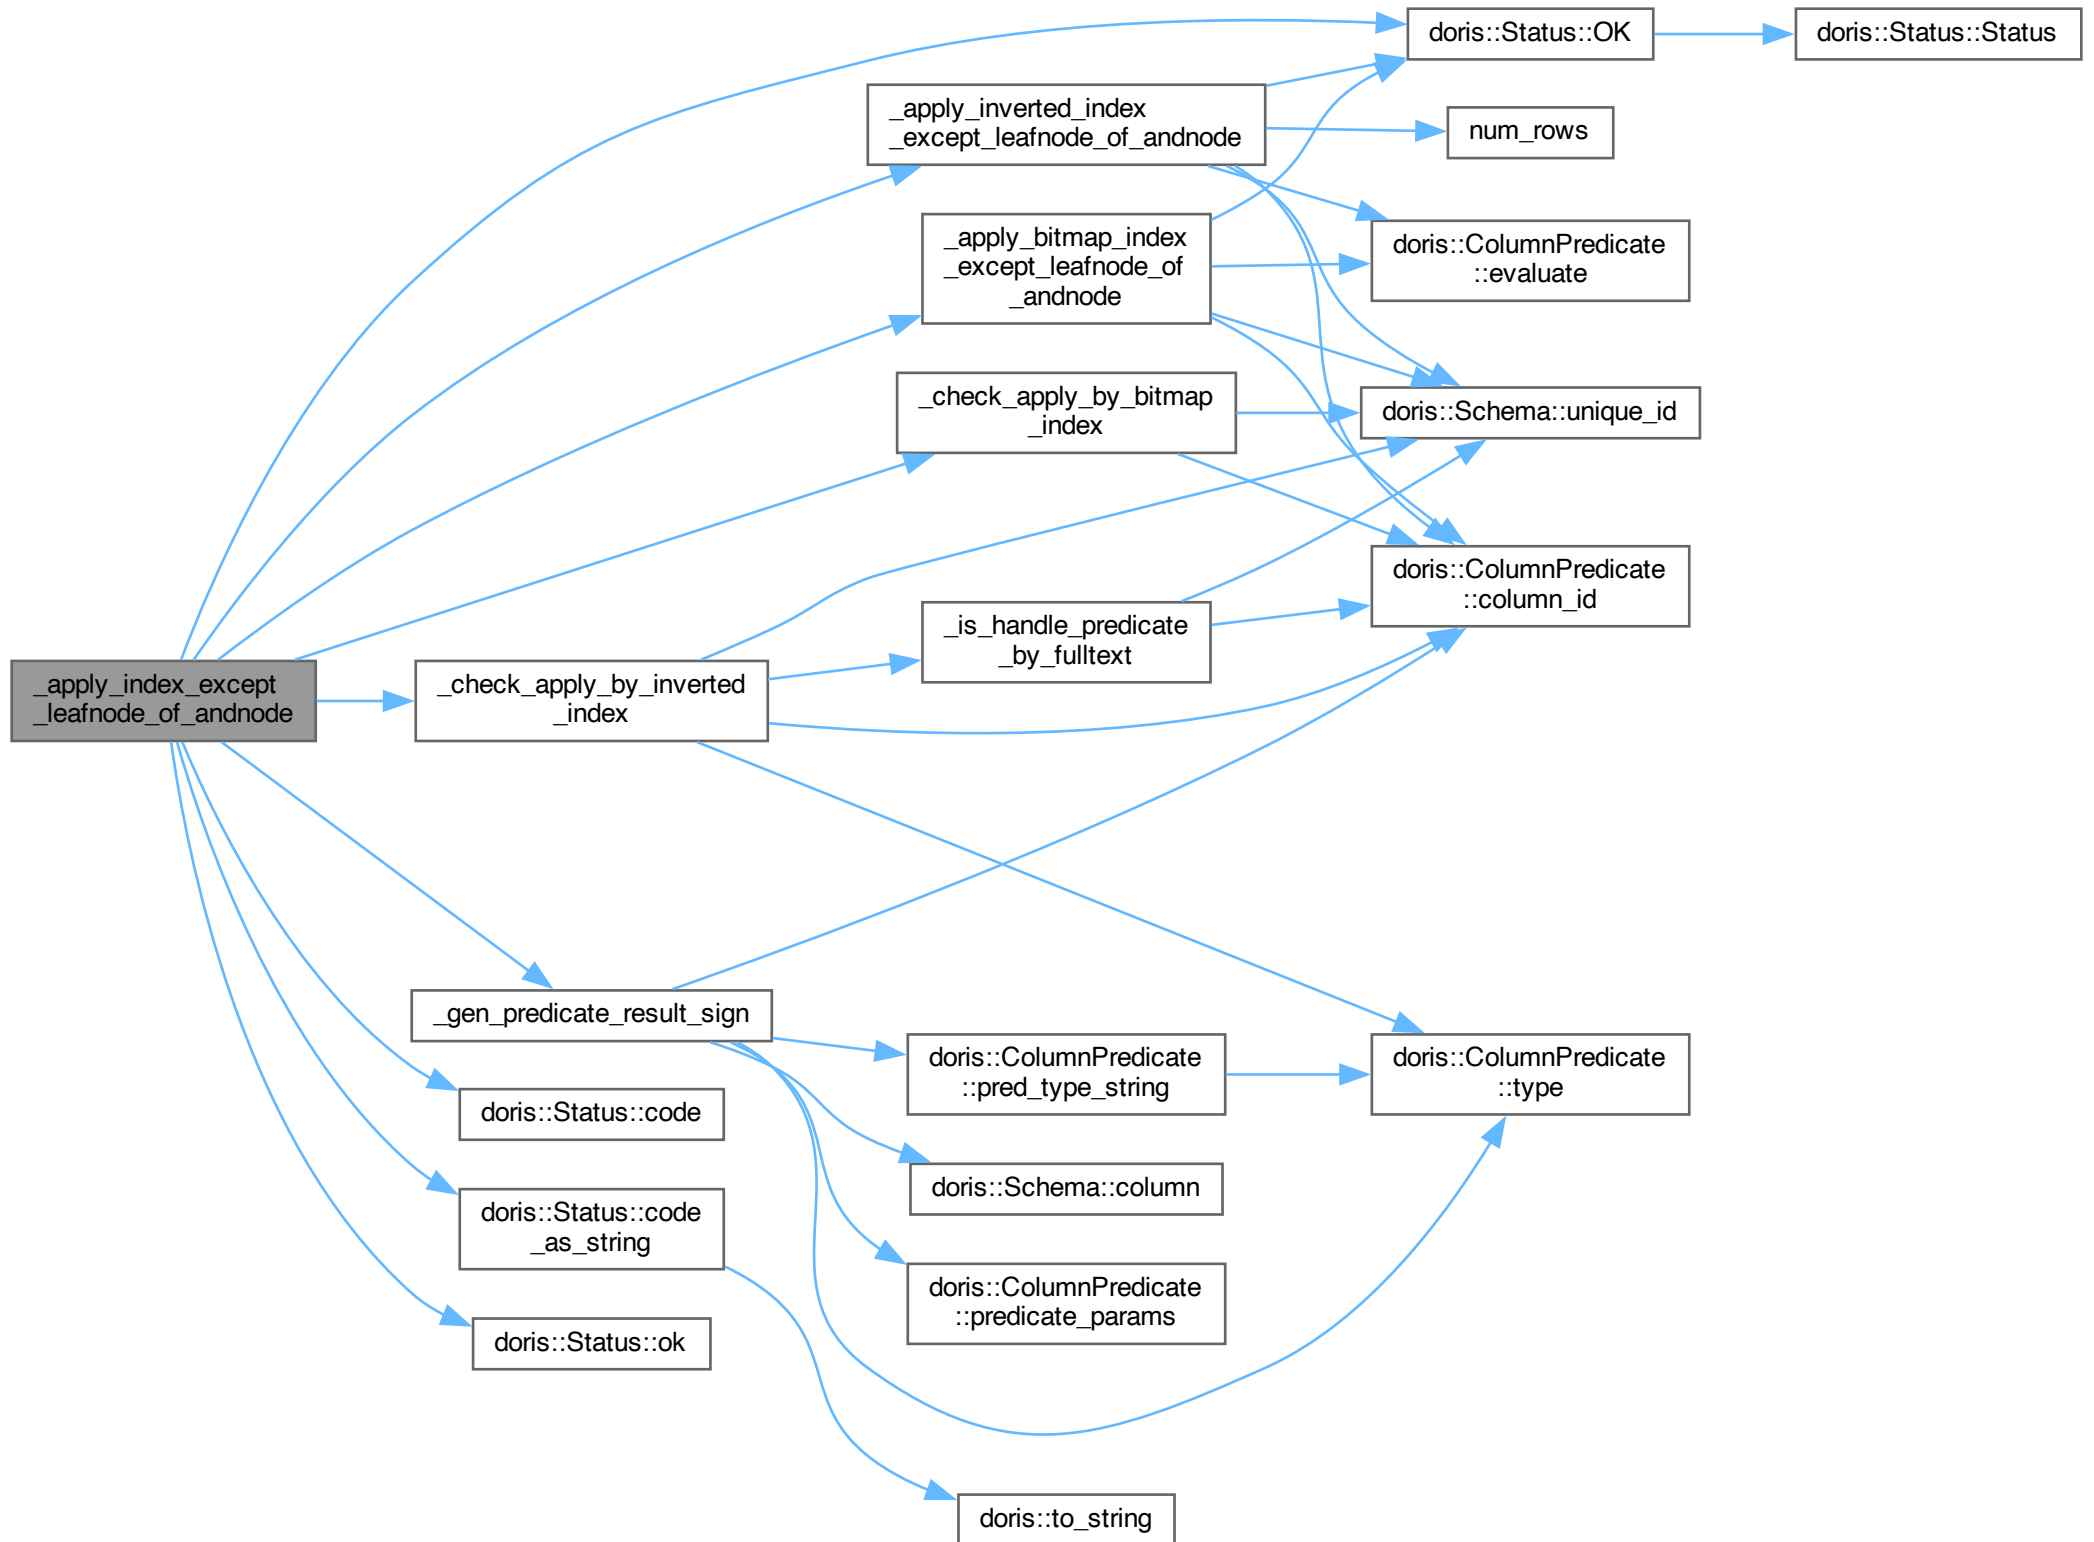 doris::Status::OK
doris::Status::Status
_apply_inverted_index
_except_leafnode_of_andnode
num_rows
_apply_bitmap_index
_except_leafnode_of
_andnode
doris::ColumnPredicate
::evaluate
_check_apply_by_bitmap
_index
doris::Schema::unique_id
doris::ColumnPredicate
::column_id
_is_handle_predicate
_by_fulltext
_apply_index_except
_leafnode_of_andnode
_check_apply_by_inverted
_index
_gen_predicate_result_sign
doris::ColumnPredicate
::pred_type_string
doris::ColumnPredicate
::type
doris::Status::code
doris::Schema::column
doris::Status::code
_as_string
doris::ColumnPredicate
::predicate_params
doris::Status::ok
doris::to_string